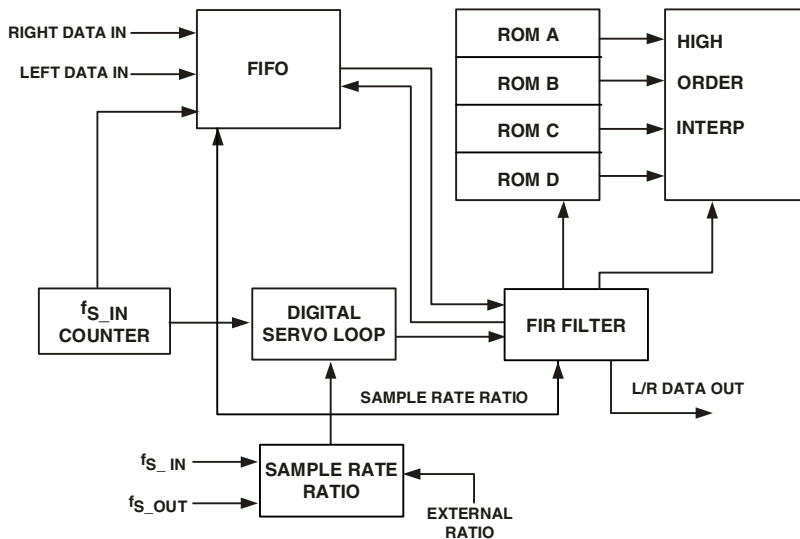 RIGHT DATA IN
LEFT DATA IN
FIFO
ROM A
ROM B
ROM C
ROM D
HIGH
ORDER
INTERP
fS_IN
COUNTER
DIGITAL
SERVO LOOP
FIR FILTER
SAMPLE RATE RATIO
L/R DATA OUT
fS_ IN
fS_OUT
SAMPLE RATE
RATIO
EXTERNAL
RATIO